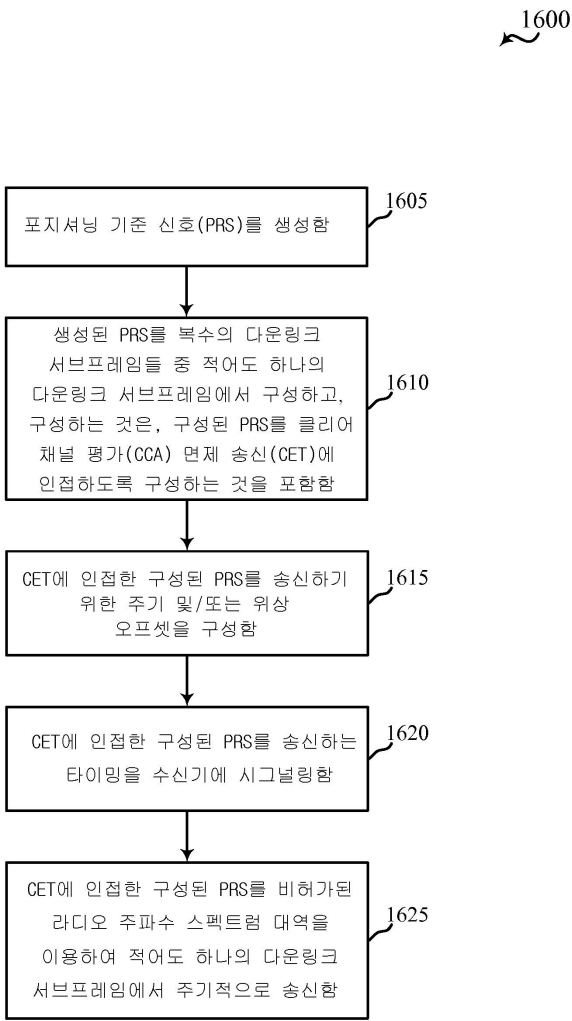 1600
포지셔닝 기준 신호(PRS)를 생성함
1605
생성된 PRS를 복수의 다운링크
서브프레임들 중 적어도 하나의
다운링크 서브프레임에서 구성하고,
구성하는 것은, 구성된 PRS를 클리어
채널 평가(CCA) 면제 송신(CET)에
인접하도록 구성하는 것을 포함함
1610
CET에 인접한 구성된 PRS를 송신하기
위한 주기 및/또는 위상
오프셋을 구성함
1615
CET에 인접한 구성된 PRS를 송신하는
타이밍을 수신기에 시그널링함
1620
CET에 인접한 구성된 PRS를 비허가된
라디오 주파수 스펙트럼 대역을
이용하여 적어도 하나의 다운링크
서브프레임에서 주기적으로 송신함
1625